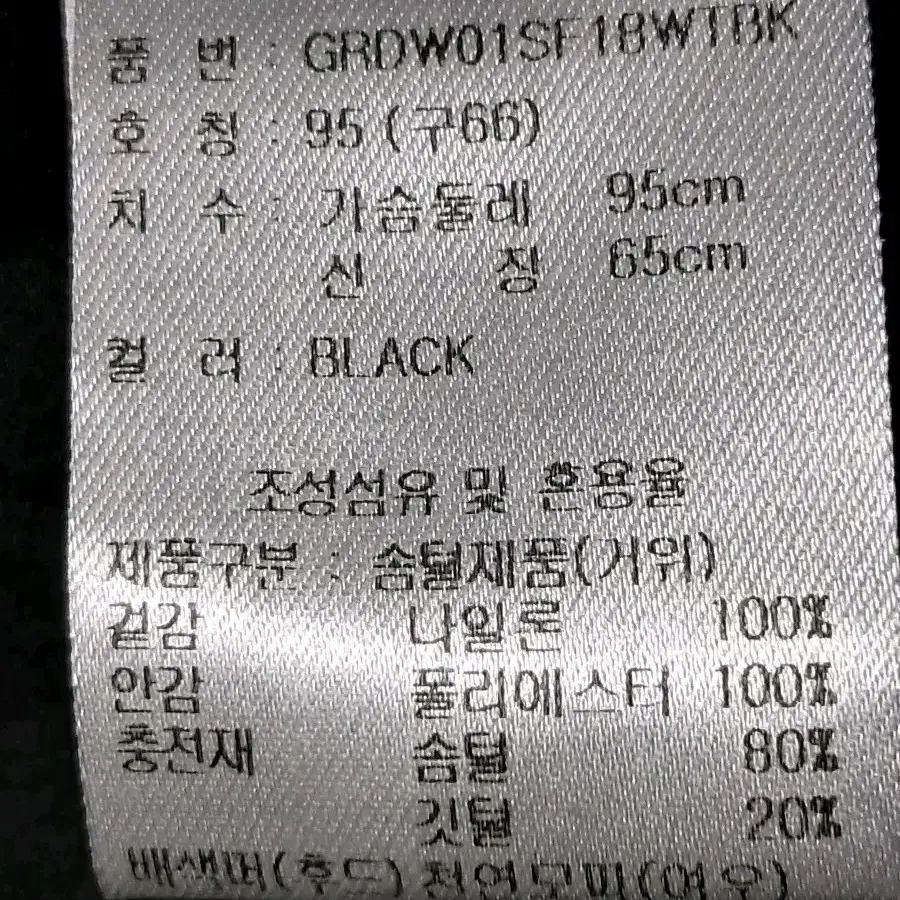 품 번 : GRDW01SF18WTBK
호 칭 : 95 (구66)
치 수 : 가슴둘레 95cm
신 장 65cm
컬 러 : BLACK
조성섬유 및 혼용율
제품구분 : 솜털제품(거위)
겉감 나일론 100%
안감 폴리에스터 100%
충전재 솜털 80%
깃털 20%
배색퍼(후드) 천연모피(여우)